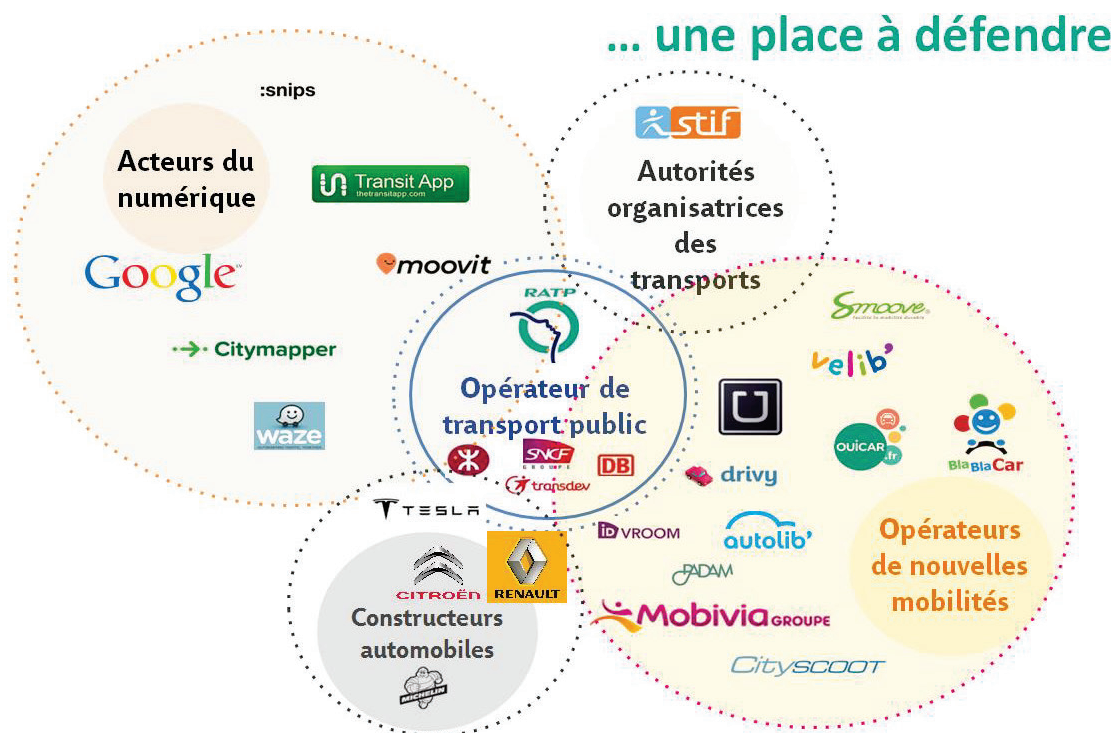 ... une place à défendre
:snips
stif
Acteurs du
numérique
Transit App
thetransitapp.com
Autorités
organisatrices
des
transports
Google
moovit
RATP
Smoove
velib'
Citymapper
waze
Opérateur de
transport public
U
OUICAR
.fr
BlaBlaCar
SNCF
GROUPE
DB
transdev
drivy
TESLA
iDVROOM
autolib'
Opérateurs
de nouvelles
mobilités
PADAM
CITROËN
RENAULT
Constructeurs
automobiles
Mobivia GROUPE
CITYSCOOT
MICHELIN